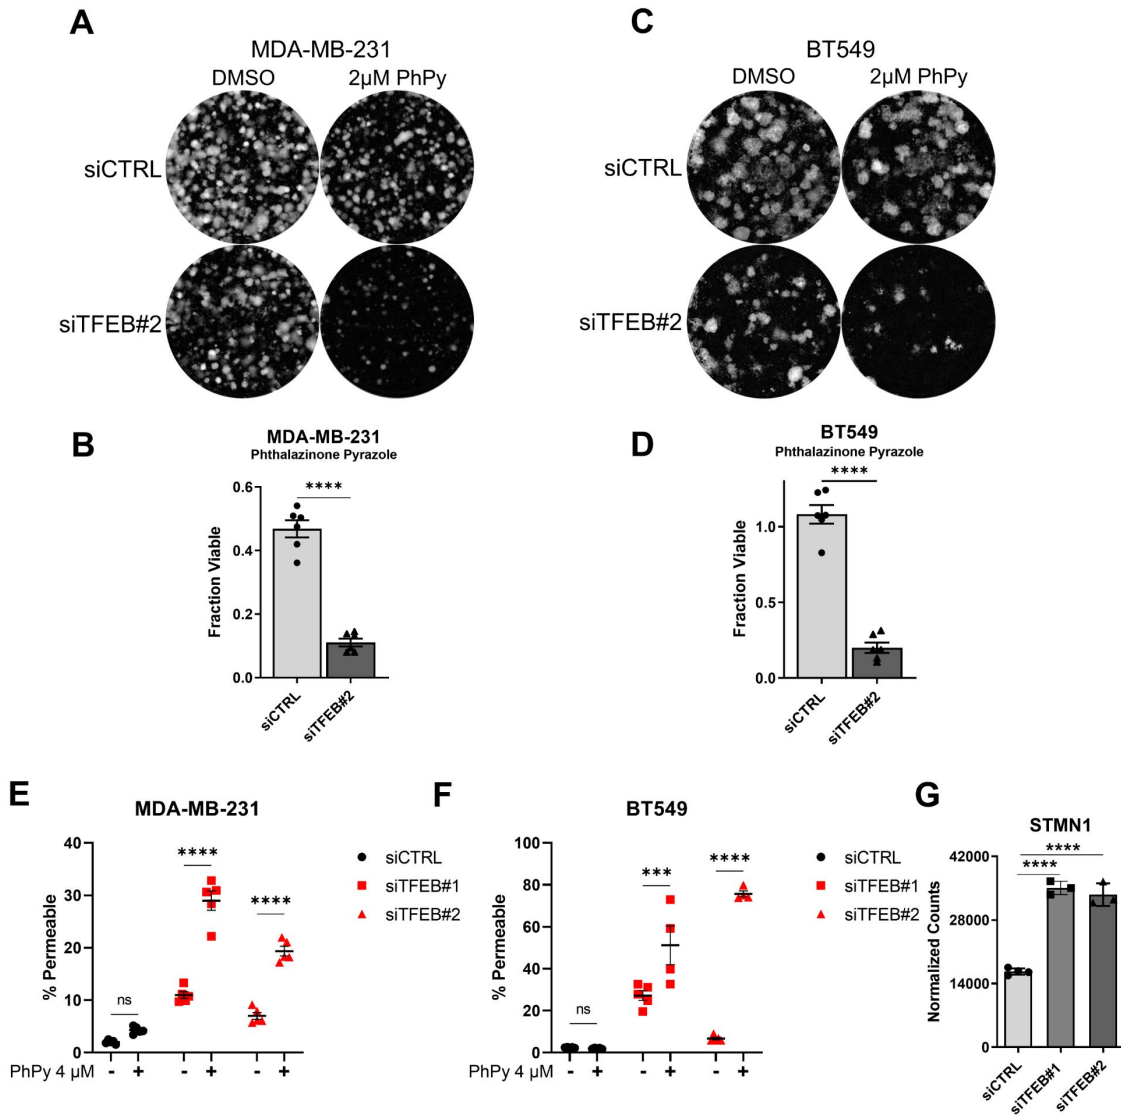 A
MDA-MB-231
DMSO 2µM PhPy
siCTRL
siTFEB#2
C
BT549
DMSO 2µM PhPy
siCTRL
siTFEB#2
B
MDA-MB-231
Phthalazinone Pyrazole
****
Fraction Viable
0.6
0.4
0.2
0.0
siCTRL
siTFEB#2
D
BT549
Phthalazinone Pyrazole
****
Fraction Viable
1.0
0.5
0.0
siCTRL
siTFEB#2
E
MDA-MB-231
% Permeable
40
30
20
10
0
ns
****
****
siCTRL
siTFEB#1
siTFEB#2
PhPy 4 µM - + - + - +
F
BT549
% Permeable
100
80
60
40
20
0
ns
***
****
siCTRL
siTFEB#1
siTFEB#2
PhPy 4 µM - + - + - +
G
STMN1
****
****
Normalized Counts
42000
28000
14000
0
siCTRL
siTFEB#1
siTFEB#2